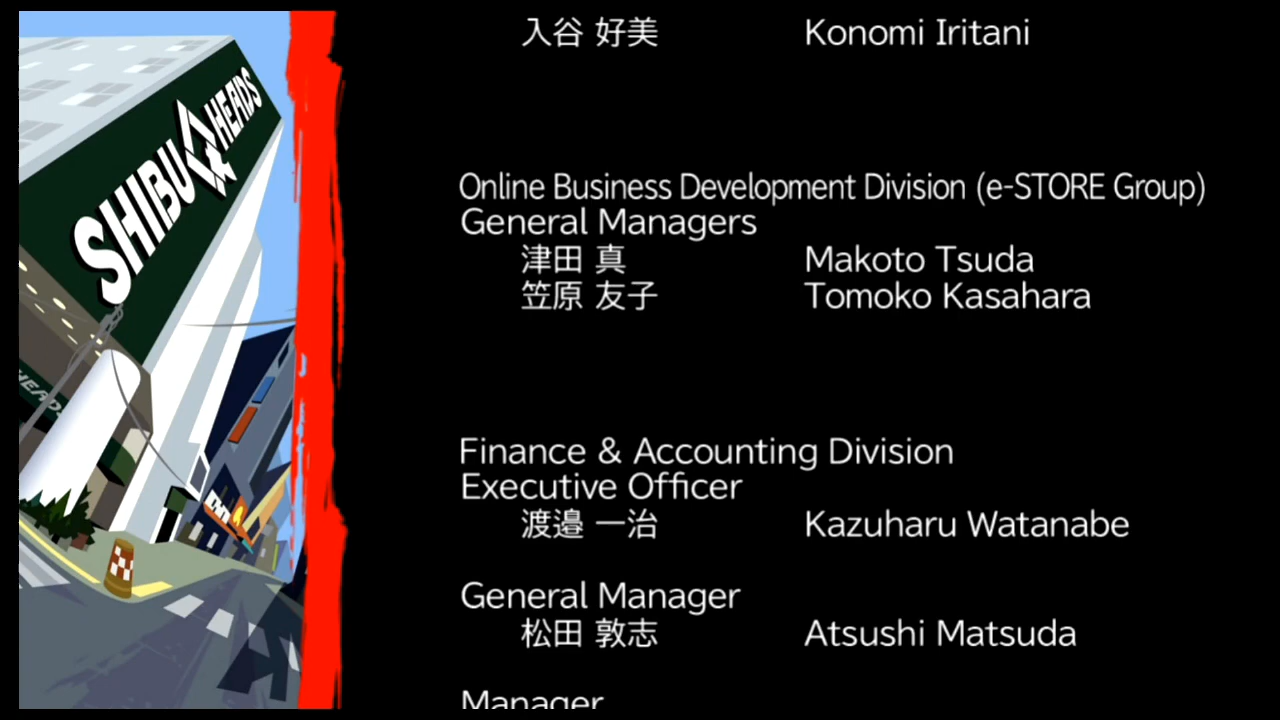 SHIBU Q HEADS
HEADS
入谷 好美 Konomi Iritani
Online Business Development Division (e-STORE Group)
General Managers
津田 真 Makoto Tsuda
笠原 友子 Tomoko Kasahara
Finance & Accounting Division
Executive Officer
渡邉 一治 Kazuharu Watanabe
General Manager
松田 敦志 Atsushi Matsuda
Manager